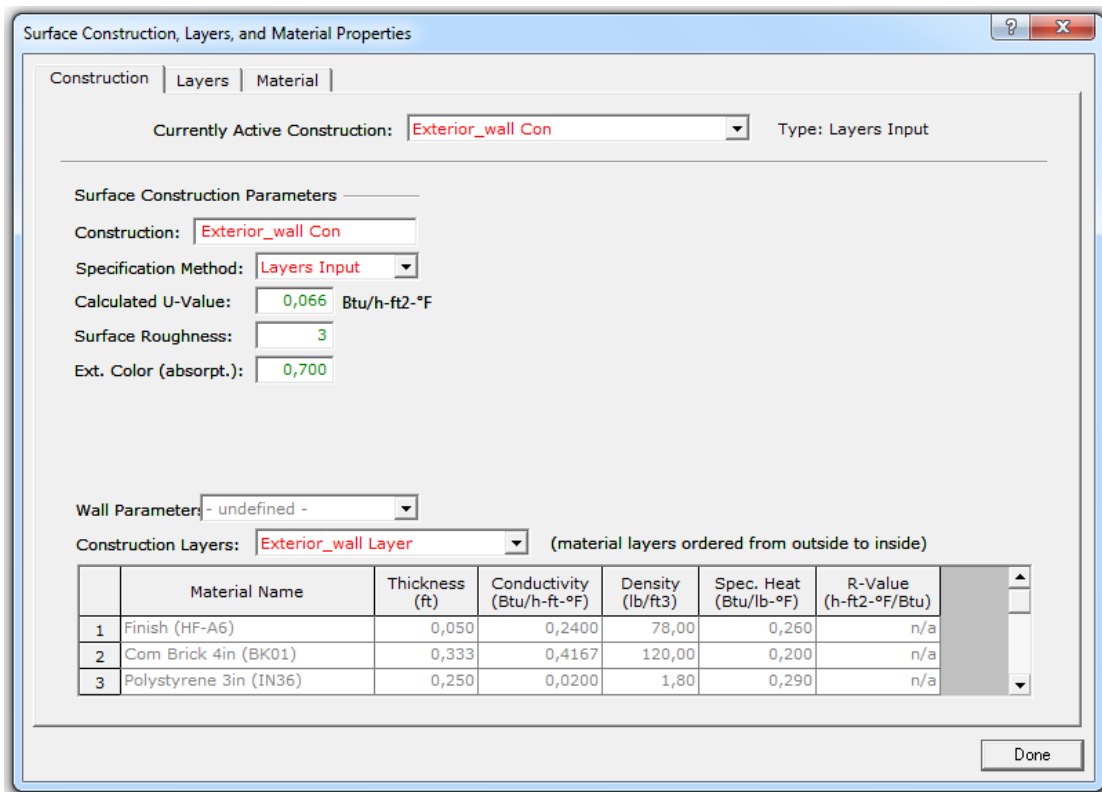 Surface Construction, Layers, and Material Properties
Construction Layers Material
Currently Active Construction: Exterior_wall Con Type: Layers Input
Surface Construction Parameters
Construction: Exterior_wall Con
Specification Method: Layers Input
Calculated U-Value: 0,066 Btu/h-ft2-°F
Surface Roughness: 3
Ext. Color (absorpt.): 0,700
Wall Parameters - undefined -
Construction Layers: Exterior_wall Layer (material layers ordered from outside to inside)
Material Name Thickness (ft) Conductivity (Btu/h-ft-°F) Density (lb/ft3) Spec. Heat (Btu/lb-°F) R-Value (h-ft2-°F/Btu)
1 Finish (HF-A6) 0,050 0,2400 78,00 0,260 n/a
2 Com Brick 4in (BK01) 0,333 0,4167 120,00 0,200 n/a
3 Polystyrene 3in (IN36) 0,250 0,0200 1,80 0,290 n/a
Done